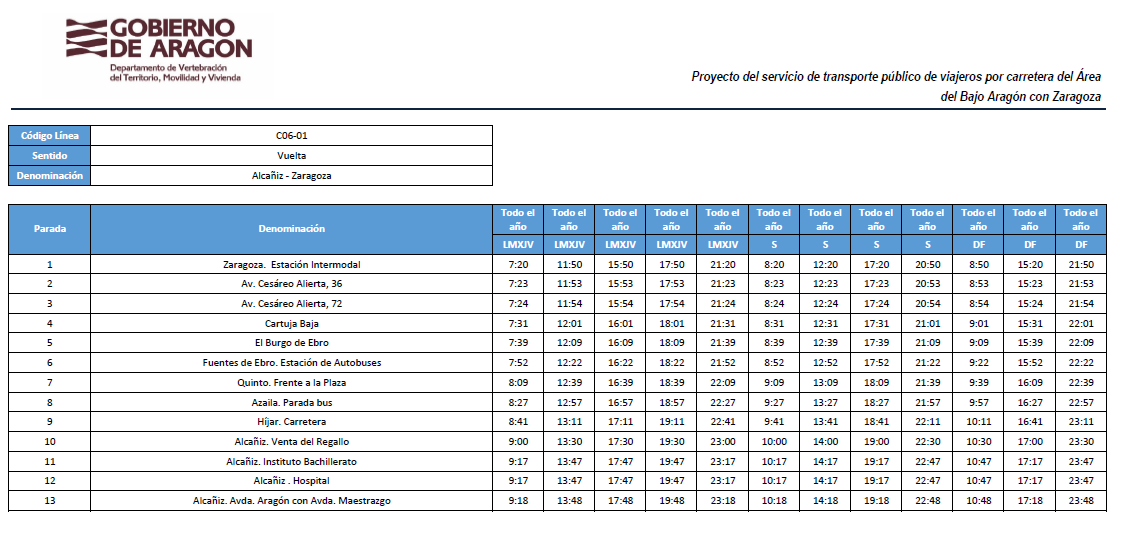 GOBIERNO
DE ARAGON
Departamento de Vertebración
del Territorio, Movilidad y Vivienda
Proyecto del servicio de transporte público de viajeros por carretera del Área
del Bajo Aragón con Zaragoza
Código Línea C06-01
Sentido Vuelta
Denominación Alcañiz - Zaragoza
Parada Denominación Todo el año Todo el año Todo el año Todo el año Todo el año Todo el año Todo el año Todo el año Todo el año Todo el año Todo el año Todo el año
LMXJV LMXJV LMXJV LMXJV LMXJV S S S S DF DF DF
1 Zaragoza. Estación Intermodal 7:20 11:50 15:50 17:50 21:20 8:20 12:20 17:20 20:50 8:50 15:20 21:50
2 Av. Cesáreo Alierta, 36 7:23 11:53 15:53 17:53 21:23 8:23 12:23 17:23 20:53 8:53 15:23 21:53
3 Av. Cesáreo Alierta, 72 7:24 11:54 15:54 17:54 21:24 8:24 12:24 17:24 20:54 8:54 15:24 21:54
4 Cartuja Baja 7:31 12:01 16:01 18:01 21:31 8:31 12:31 17:31 21:01 9:01 15:31 22:01
5 El Burgo de Ebro 7:39 12:09 16:09 18:09 21:39 8:39 12:39 17:39 21:09 9:09 15:39 22:09
6 Fuentes de Ebro. Estación de Autobuses 7:52 12:22 16:22 18:22 21:52 8:52 12:52 17:52 21:22 9:22 15:52 22:22
7 Quinto. Frente a la Plaza 8:09 12:39 16:39 18:39 22:09 9:09 13:09 18:09 21:39 9:39 16:09 22:39
8 Azaila. Parada bus 8:27 12:57 16:57 18:57 22:27 9:27 13:27 18:27 21:57 9:57 16:27 22:57
9 Híjar. Carretera 8:41 13:11 17:11 19:11 22:41 9:41 13:41 18:41 22:11 10:11 16:41 23:11
10 Alcañiz. Venta del Regallo 9:00 13:30 17:30 19:30 23:00 10:00 14:00 19:00 22:30 10:30 17:00 23:30
11 Alcañiz. Instituto Bachillerato 9:17 13:47 17:47 19:47 23:17 10:17 14:17 19:17 22:47 10:47 17:17 23:47
12 Alcañiz . Hospital 9:17 13:47 17:47 19:47 23:17 10:17 14:17 19:17 22:47 10:47 17:17 23:47
13 Alcañiz. Avda. Aragón con Avda. Maestrazgo 9:18 13:48 17:48 19:48 23:18 10:18 14:18 19:18 22:48 10:48 17:18 23:48